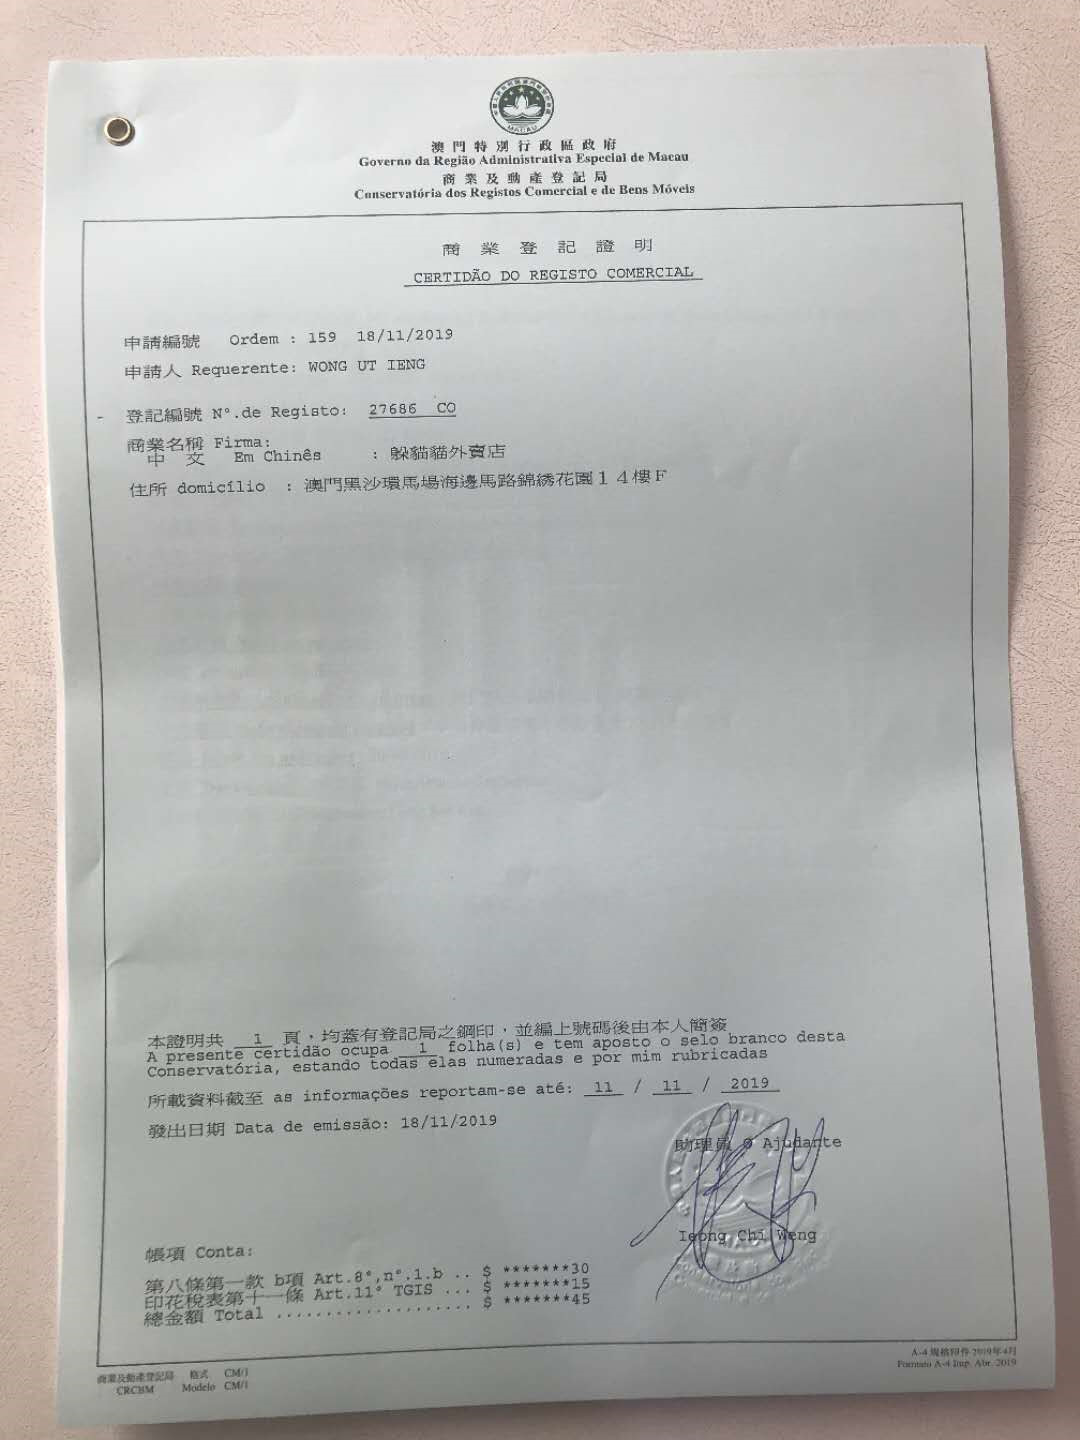 MACAU
澳門特別行政區政府
Governo da Região Administrativa Especial de Macau
商業及動產登記局
Conservatória dos Registos Comercial e de Bens Móveis
商業登記證明
CERTIDÃO DO REGISTO COMERCIAL
申請編號 Ordem : 159 18/11/2019
申請人 Requerente: WONG UT IENG
- 登記編號 Nº.de Registo: 27686 CO
商業名稱 Firma:
中文 Em Chinês : 躲貓貓外賣店
住所 domicílio : 澳門黑沙環馬場海邊馬路錦綉花園14樓F
本證明共 1 頁，均蓋有登記局之鋼印，並編上號碼後由本人簡簽
A presente certidão ocupa 1 folha(s) e tem aposto o selo branco desta
Conservatória, estando todas elas numeradas e por mim rubricadas
所載資料截至 as informações reportam-se até: 11 / 11 / 2019
發出日期 Data de emissão: 18/11/2019
助理員 O Ajudante
Ieong Chi Weng
帳項 Conta:
第八條第一款 b項 Art.8°,n°.1.b .. $ *******30
印花稅表第十一條 Art.11° TGIS ... $ *******15
總金額 Total ....................... $ *******45
A-4 規格印件 2019年4月
Formato A-4 Imp. Abr. 2019
商業及動產登記局 格式 CM/1
CRCBM Modelo CM/1